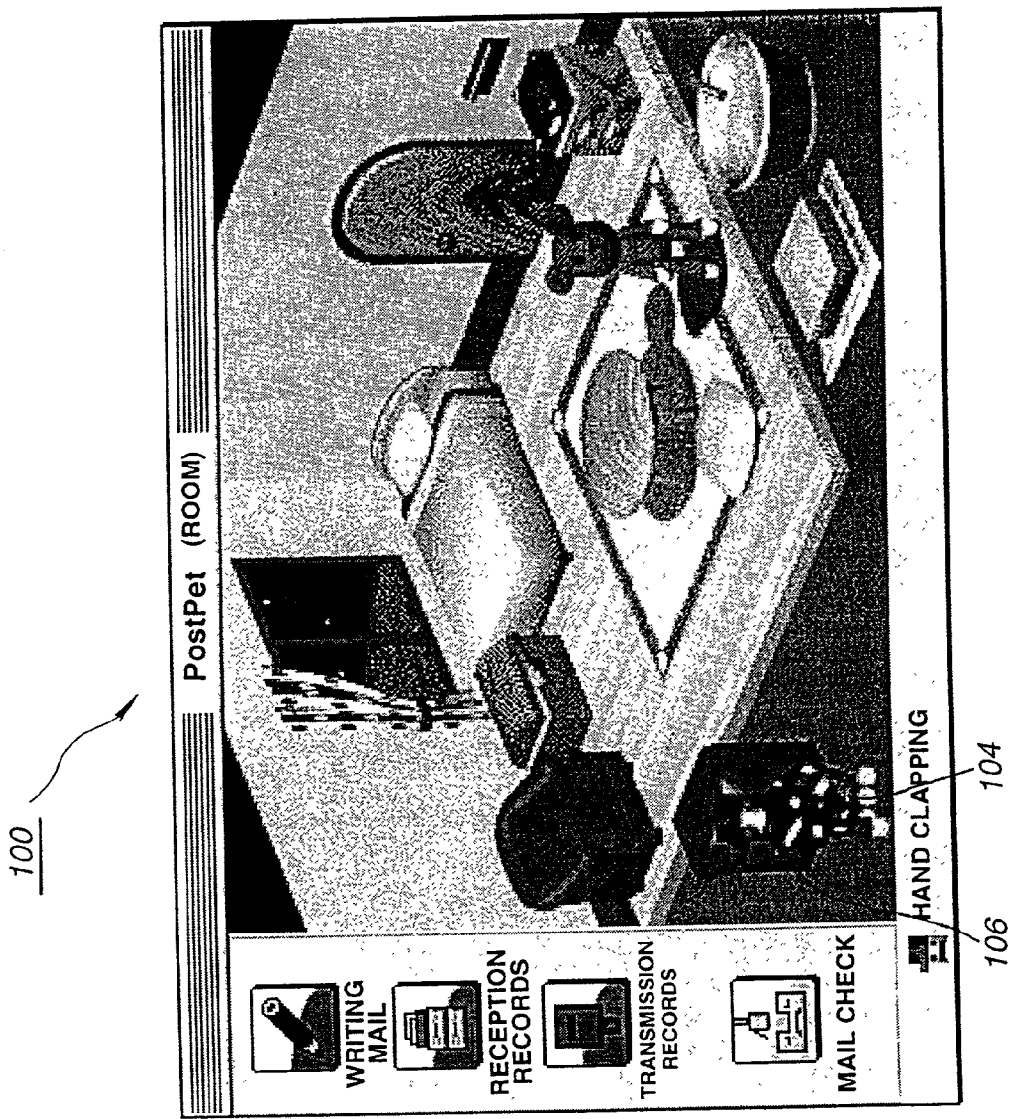 100
PostPet (ROOM)
WRITING
MAIL
RECEPTION
RECORDS
TRANSMISSION
RECORDS
MAIL CHECK
HAND CLAPPING
106
104